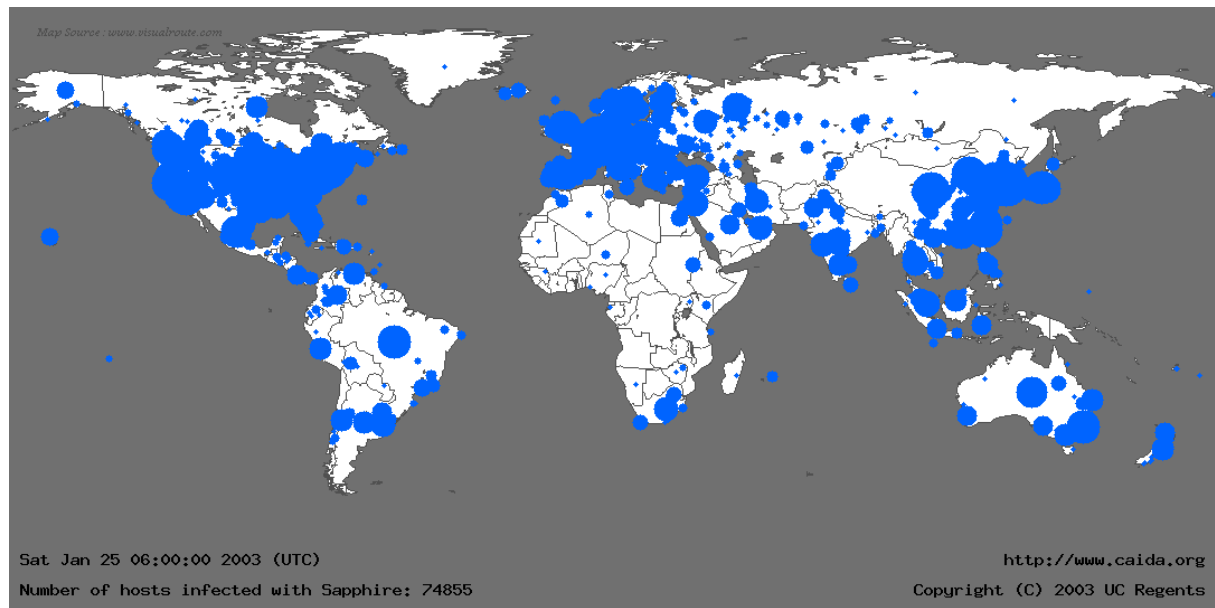 Map Source: www.visualroute.com
Sat Jan 25 06:00:00 2003 (UTC)
http://www.caida.org
Number of hosts infected with Sapphire: 74855
Copyright (C) 2003 UC Regents